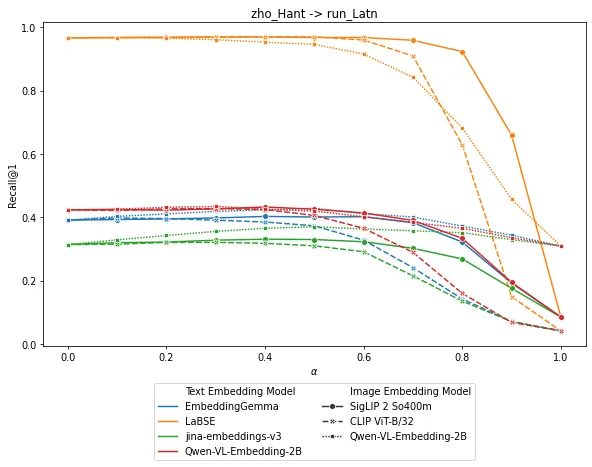 zho_Hant -> run_Latn
Recall@1
1.0
0.8
0.6
0.4
0.2
0.0
0.0 0.2 0.4 0.6 0.8 1.0
α
Text Embedding Model
EmbeddingGemma
LaBSE
jina-embeddings-v3
Qwen-VL-Embedding-2B
Image Embedding Model
SigLIP 2 So400m
CLIP ViT-B/32
Qwen-VL-Embedding-2B